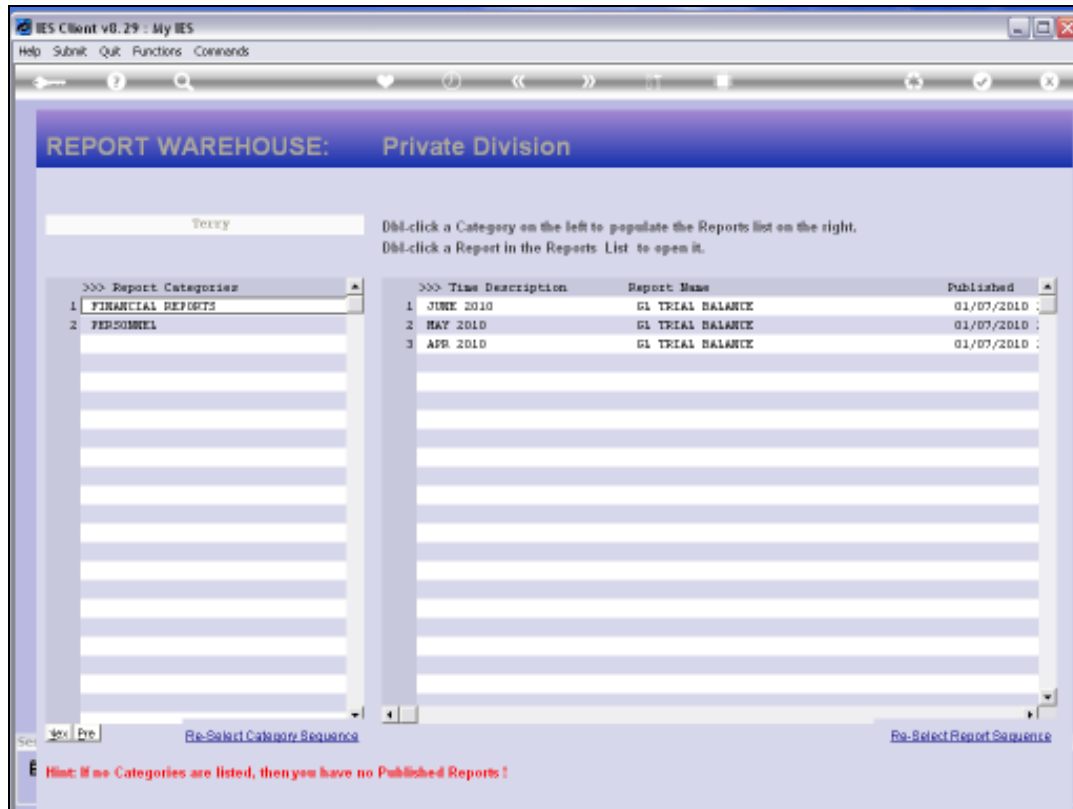 IES Client v8.29 : My IES
Help Submit Quit Functions Commands
REPORT WAREHOUSE: Private Division
Terry
Dbl-click a Category on the left to populate the Reports list on the right.
Dbl-click a Report in the Reports List to open it.
>>> Report Categories
1 FINANCIAL REPORTS
2 PERSONNEL
>>> Time Description Report Name Published
1 JUNE 2010 GL TRIAL BALANCE 01/07/2010
2 MAY 2010 GL TRIAL BALANCE 01/07/2010
3 APR 2010 GL TRIAL BALANCE 01/07/2010
Pre
Re-Select Category Sequence
Re-Select Report Sequence
Hint: If no Categories are listed, then you have no Published Reports !